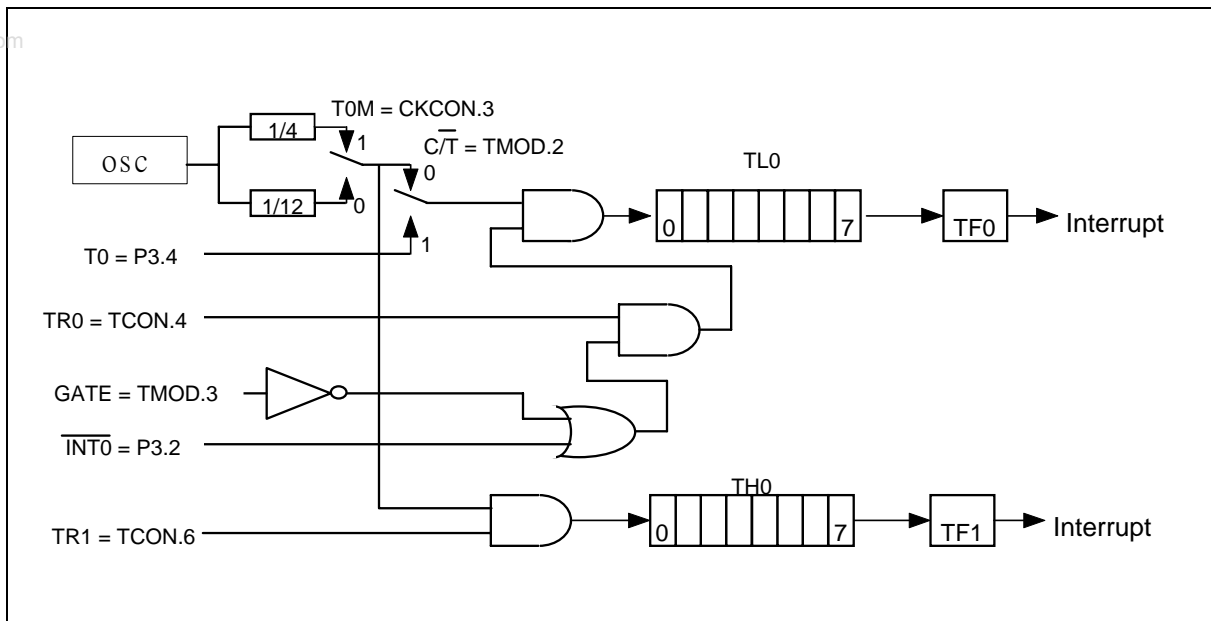 om
T0M = CKCON.3
1/4
1
C/T̅ = TMOD.2
OSC
0
TL0
1/12
0
0
7
TF0
Interrupt
1
T0 = P3.4
TR0 = TCON.4
GATE = TMOD.3
I̅N̅T̅0̅ = P3.2
TH0
0
7
TF1
Interrupt
TR1 = TCON.6